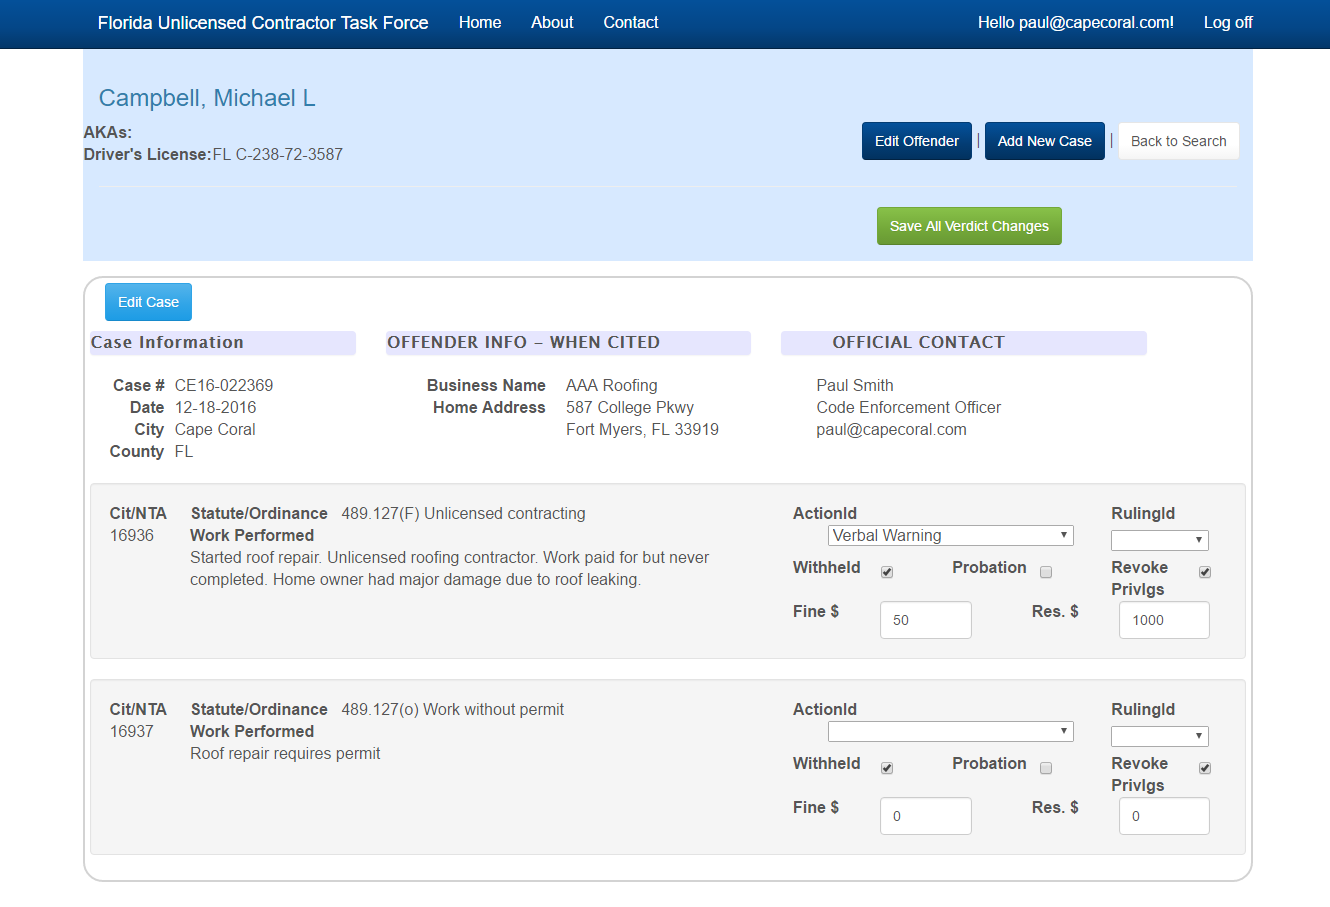 Florida Unlicensed Contractor Task Force Home About Contact Hello paul@capecoral.com! Log off
Campbell, Michael L
AKAs:
Driver's License:FL C-238-72-3587
Edit Offender | Add New Case | Back to Search
Save All Verdict Changes
Edit Case
Case Information
Case # CE16-022369
Date 12-18-2016
City Cape Coral
County FL
OFFENDER INFO – WHEN CITED
Business Name AAA Roofing
Home Address 587 College Pkwy
Fort Myers, FL 33919
OFFICIAL CONTACT
Paul Smith
Code Enforcement Officer
paul@capecoral.com
Cit/NTA
16936
Statute/Ordinance 489.127(F) Unlicensed contracting
Work Performed
Started roof repair. Unlicensed roofing contractor. Work paid for but never
completed. Home owner had major damage due to roof leaking.
ActionId RulingId
Verbal Warning
Withheld Probation Revoke
Privlgs
Fine $ 50 Res. $ 1000
Cit/NTA
16937
Statute/Ordinance 489.127(o) Work without permit
Work Performed
Roof repair requires permit
ActionId RulingId
Withheld Probation Revoke
Privlgs
Fine $ 0 Res. $ 0